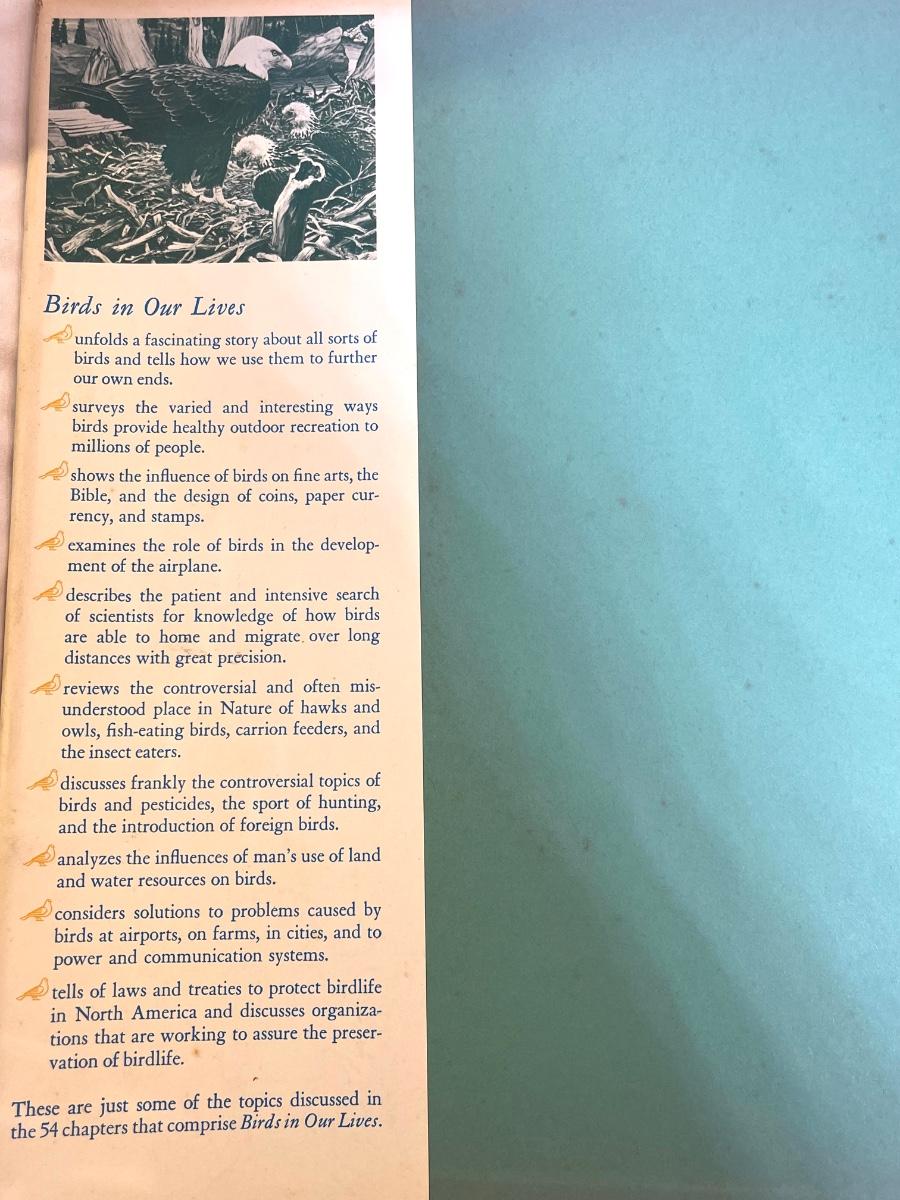 Birds in Our Lives
unfolds a fascinating story about all sorts of
birds and tells how we use them to further
our own ends.
surveys the varied and interesting ways
birds provide healthy outdoor recreation to
millions of people.
shows the influence of birds on fine arts, the
Bible, and the design of coins, paper cur-
rency, and stamps.
examines the role of birds in the develop-
ment of the airplane.
describes the patient and intensive search
of scientists for knowledge of how birds
are able to home and migrate over long
distances with great precision.
reviews the controversial and often mis-
understood place in Nature of hawks and
owls, fish-eating birds, carrion feeders, and
the insect eaters.
discusses frankly the controversial topics of
birds and pesticides, the sport of hunting,
and the introduction of foreign birds.
analyzes the influences of man's use of land
and water resources on birds.
considers solutions to problems caused by
birds at airports, on farms, in cities, and to
power and communication systems.
tells of laws and treaties to protect birdlife
in North America and discusses organiza-
tions that are working to assure the preser-
vation of birdlife.
These are just some of the topics discussed in
the 54 chapters that comprise Birds in Our Lives.